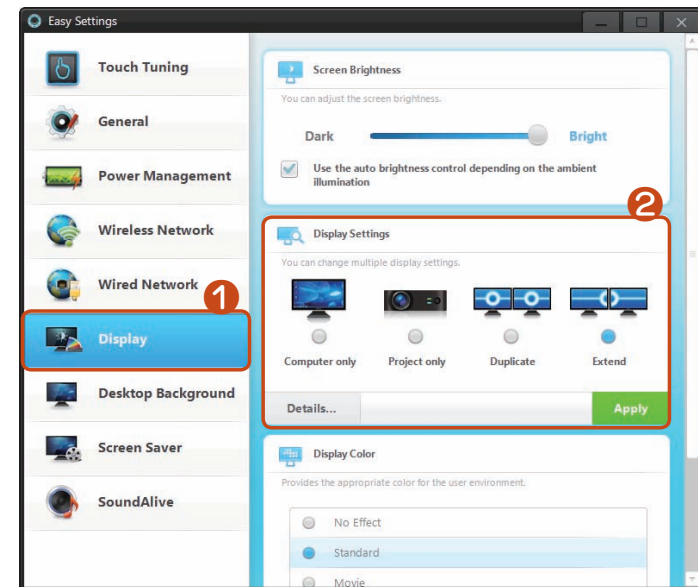 Easy Settings
Touch Tuning
General
Power Management
Wireless Network
Wired Network
1
Display
Desktop Background
Screen Saver
SoundAlive
Screen Brightness
You can adjust the screen brightness.
Dark
Bright
Use the auto brightness control depending on the ambient
illumination
2
Display Settings
You can change multiple display settings.
Computer only
Project only
Duplicate
Extend
Details...
Apply
Display Color
Provides the appropriate color for the user environment.
No Effect
Standard
Movie